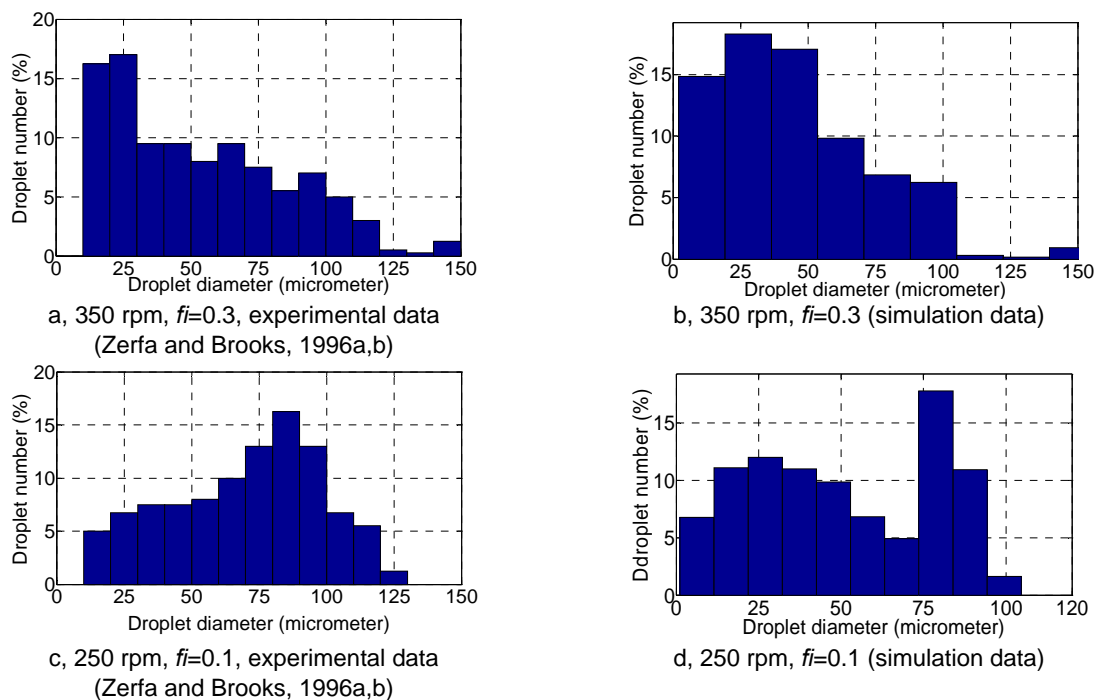 20
15
10
5
0
Droplet number (%)
0 25 50 75 100 125 150
Droplet diameter (micrometer)
a, 350 rpm, fi=0.3, experimental data
(Zerfa and Brooks, 1996a,b)
15
10
5
0
Droplet number (%)
0 25 50 75 100 125 150
Droplet diameter (micrometer)
b, 350 rpm, fi=0.3 (simulation data)
20
15
10
5
0
Droplet number (%)
0 25 50 75 100 125 150
Droplet diameter (micrometer)
c, 250 rpm, fi=0.1, experimental data
(Zerfa and Brooks, 1996a,b)
15
10
5
0
Ddroplet number (%)
0 25 50 75 100 120
Droplet diameter (micrometer)
d, 250 rpm, fi=0.1 (simulation data)